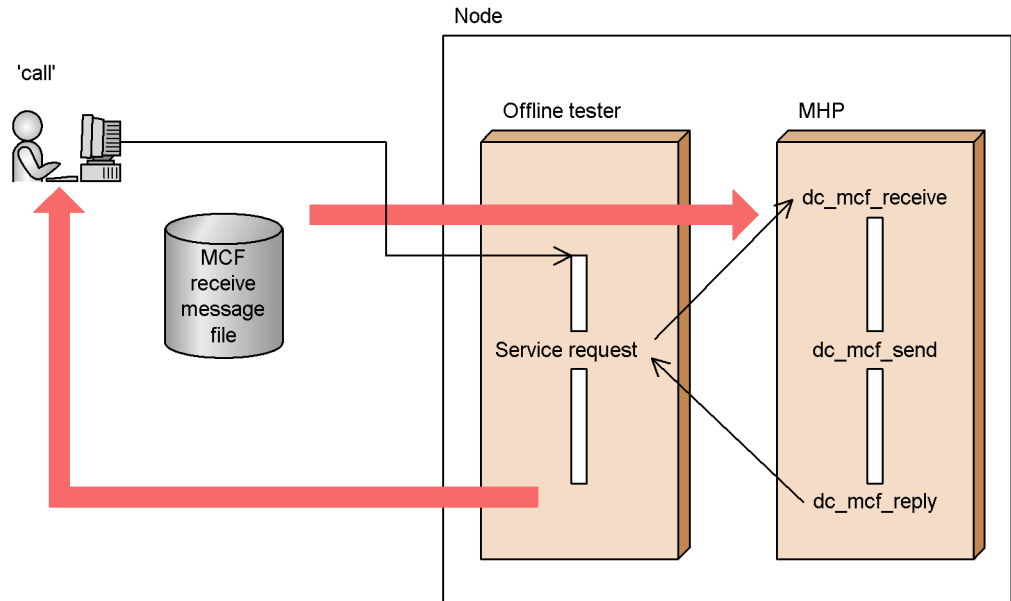 Node
'call'
Offline tester
MHP
dc_mcf_receive
MCF
receive
message
file
Service request
dc_mcf_send
dc_mcf_reply